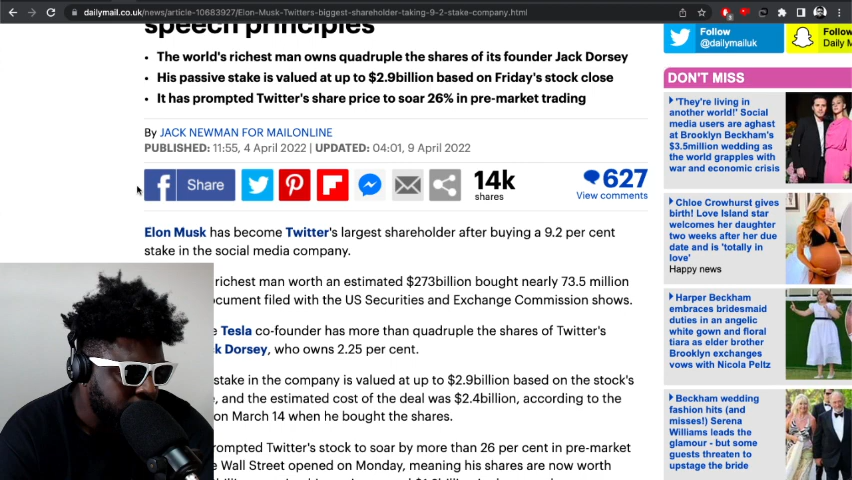 dailymail.co.uk/news/article-10683927/Elon-Musk-Twitters-biggest-shareholder-taking-9-2-stake-company.html
speech principles
• The world's richest man owns quadruple the shares of its founder Jack Dorsey
• His passive stake is valued at up to $2.9billion based on Friday's stock close
• It has prompted Twitter's share price to soar 26% in pre-market trading
By JACK NEWMAN FOR MAILONLINE
PUBLISHED: 11:55, 4 April 2022 | UPDATED: 04:01, 9 April 2022
Share
14k
shares
627
View comments
Elon Musk has become Twitter's largest shareholder after buying a 9.2 per cent
stake in the social media company.
richest man worth an estimated $273billion bought nearly 73.5 million
ocument filed with the US Securities and Exchange Commission shows.
e Tesla co-founder has more than quadruple the shares of Twitter's
k Dorsey, who owns 2.25 per cent.
stake in the company is valued at up to $2.9billion based on the stock's
, and the estimated cost of the deal was $2.4billion, according to the
on March 14 when he bought the shares.
rompted Twitter's stock to soar by more than 26 per cent in pre-market
e Wall Street opened on Monday, meaning his shares are now worth
Follow
@dailymailuk
Follow
Daily M
DON'T MISS
'They're living in
another world!' Social
media users are aghast
at Brooklyn Beckham's
$3.5million wedding as
the world grapples with
war and economic crisis
Chloe Crowhurst gives
birth! Love Island star
welcomes her daughter
two weeks after her due
date and is 'totally in
love'
Happy news
Harper Beckham
embraces bridesmaid
duties in an angelic
white gown and floral
tiara as elder brother
Brooklyn exchanges
vows with Nicola Peltz
Beckham wedding
fashion hits (and
misses!) Serena
Williams leads the
glamour - but some
guests threaten to
upstage the bride